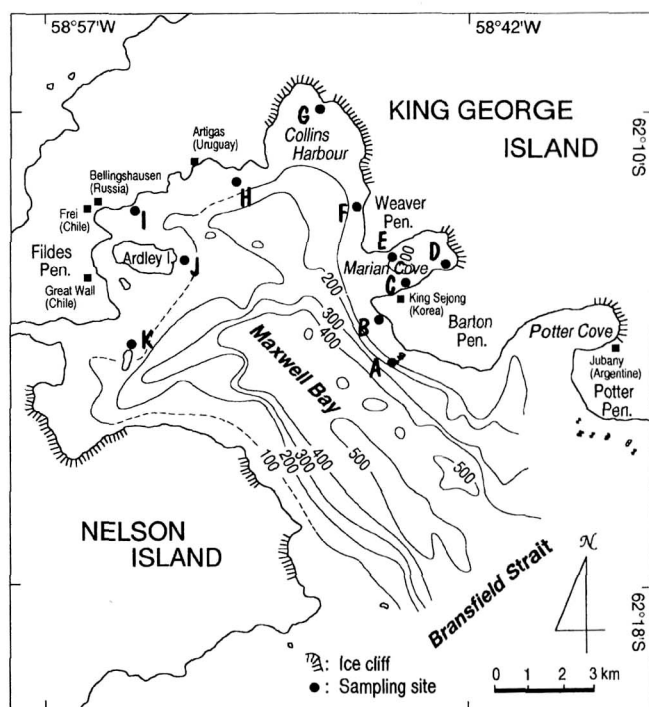 58°57'W
58°42'W
KING GEORGE
ISLAND
62°10'S
G
Collins
Harbour
Artigas
(Uruguay)
Bellingshausen
(Russia)
H
Frei
(Chile)
I
F
Weaver
Pen.
E
D
Fildes
Pen.
Ardley I.
J
200
Marian Cove
100
C
King Sejong
(Korea)
Great Wall
(Chile)
200
300
400
B
Barton
Pen.
Potter Cove
K
A
Maxwell Bay
Jubany
(Argentine)
Potter
Pen.
100
200
300
400
500
500
NELSON
ISLAND
Bransfield Strait
N
62°18'S
: Ice cliff
: Sampling site
0 1 2 3 km